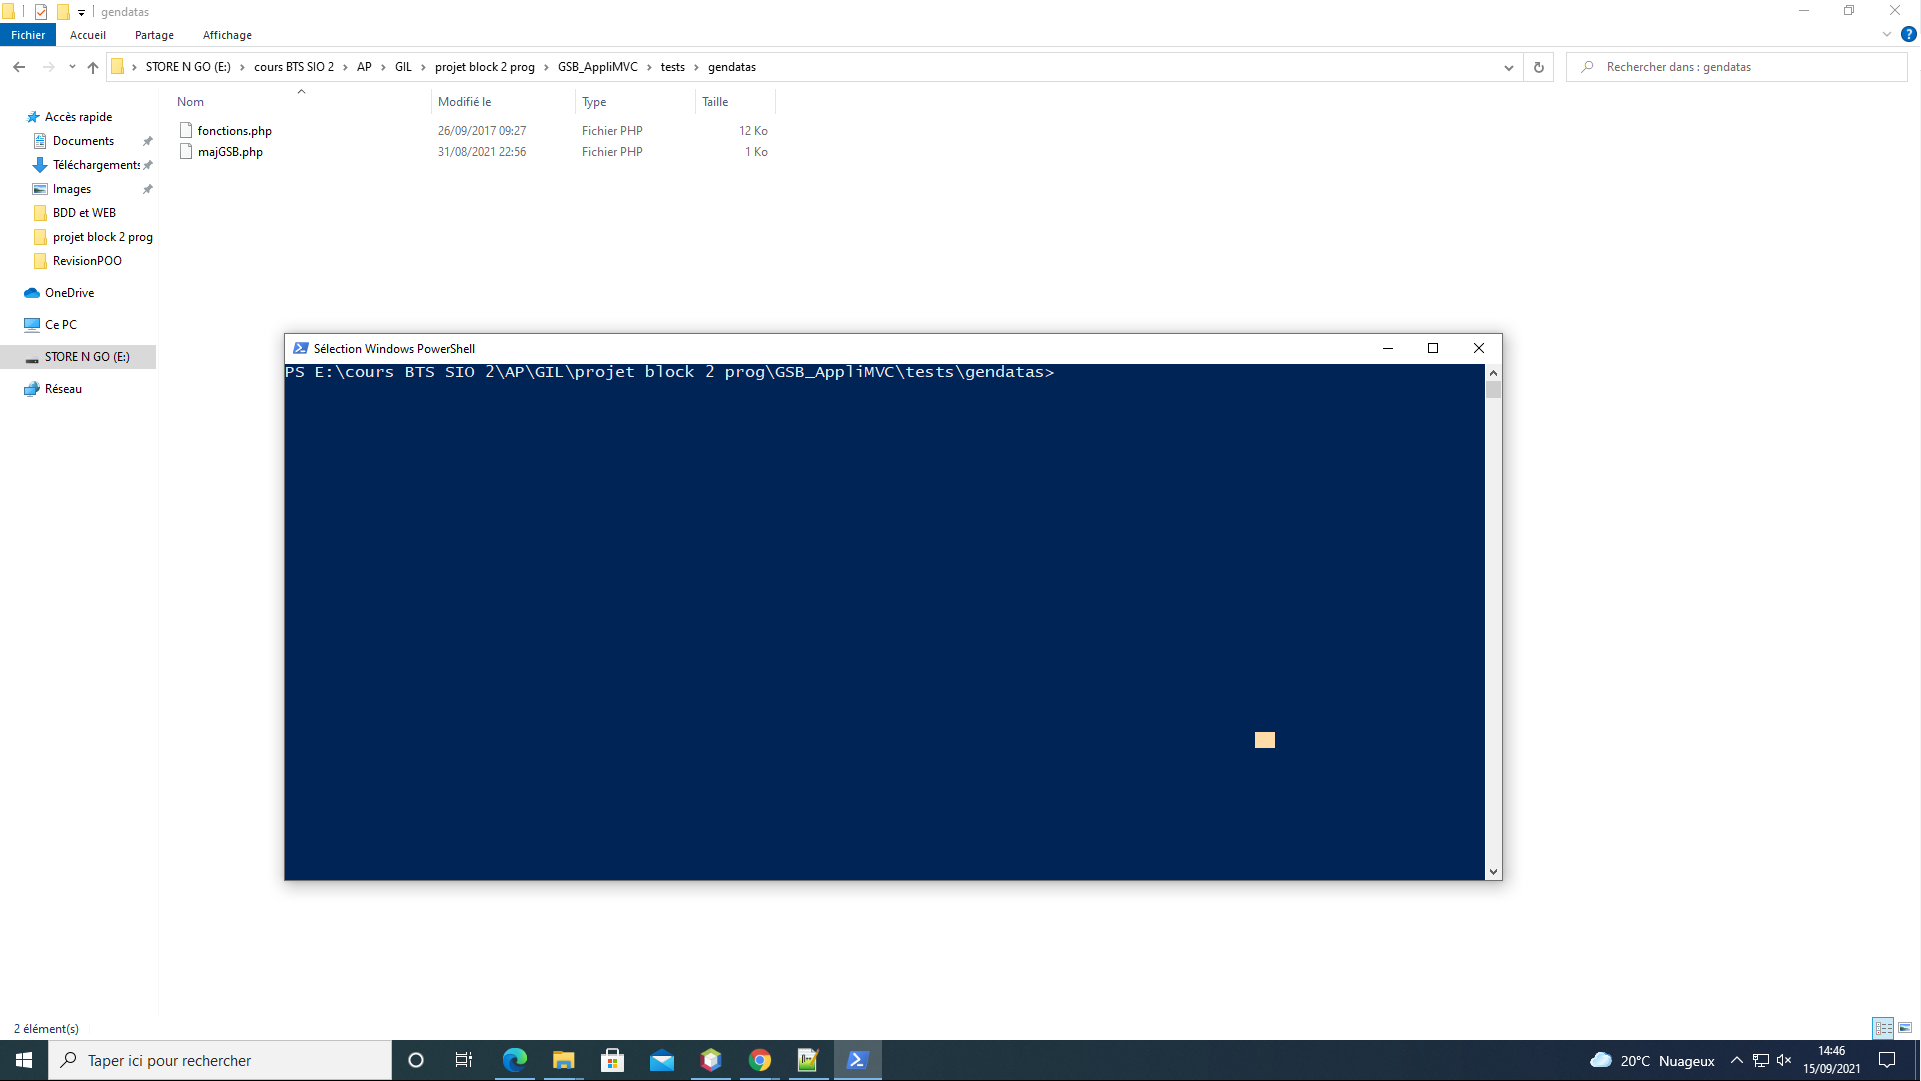 gendatas
Fichier Accueil Partage Affichage
STORE N GO (E:) cours BTS SIO 2 AP GIL projet block 2 prog GSB_AppliMVC tests gendatas
Rechercher dans : gendatas
Nom Modifié le Type Taille
fonctions.php 26/09/2017 09:27 Fichier PHP 12 Ko
majGSB.php 31/08/2021 22:56 Fichier PHP 1 Ko
Accès rapide
Documents
Téléchargements
Images
BDD et WEB
projet block 2 prog
RevisionPOO
OneDrive
Ce PC
STORE N GO (E:)
Réseau
Sélection Windows PowerShell
PS E:\cours BTS SIO 2\AP\GIL\projet block 2 prog\GSB_AppliMVC\tests\gendatas>
2 élément(s)
Taper ici pour rechercher
20°C Nuageux
14:46
15/09/2021